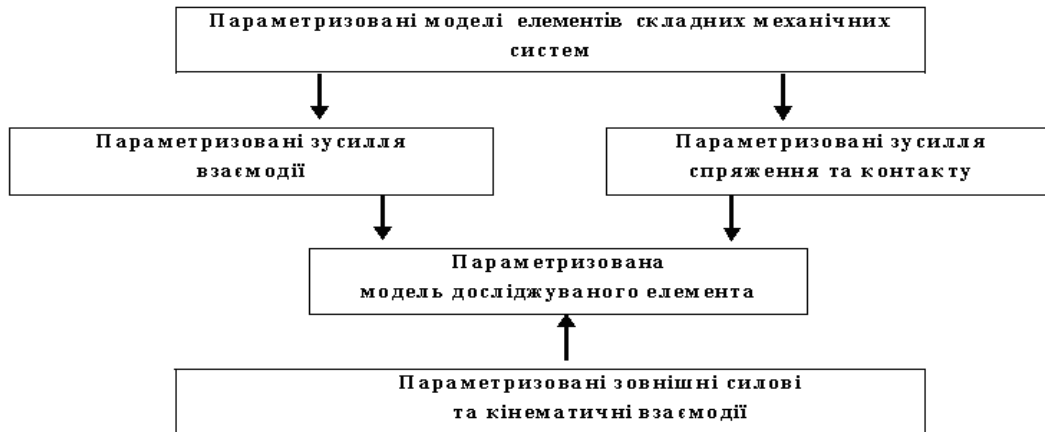 Параметризовані моделі елементів складних механічних
систем
Параметризовані зусилля
взаємодії
Параметризовані зусилля
спряження та контакту
Параметризована
модель досліджуваного елемента
Параметризовані зовнішні силові
та кінематичні взаємодії